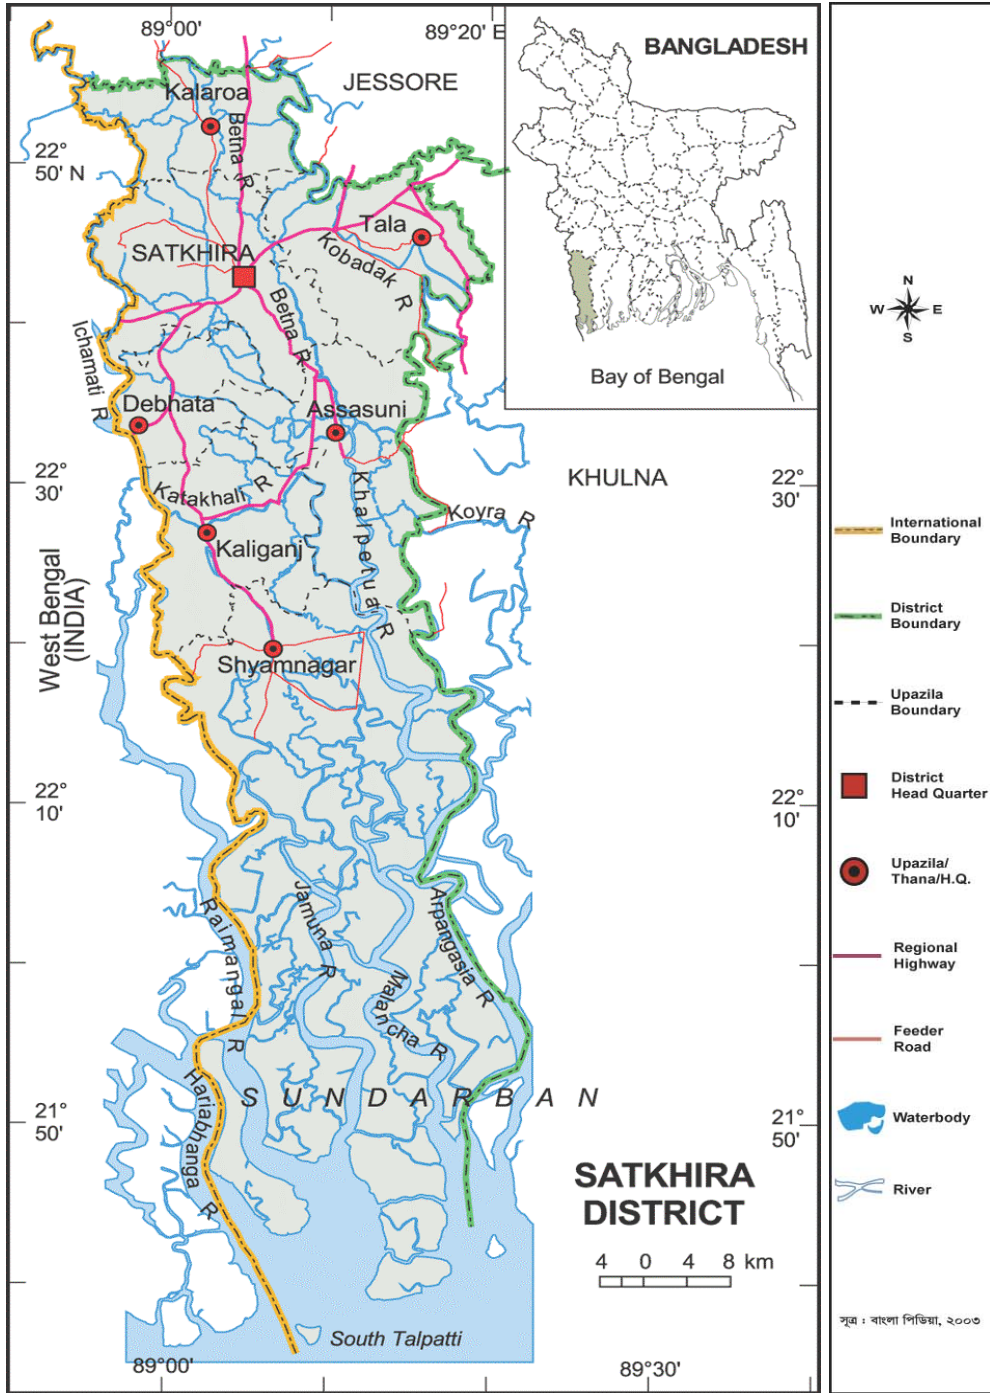 89°00'
89°20' E
BANGLADESH
JESSORE
Kalaroa
Betna R
22°
50' N
Tala
SATKHIRA
Kobadak R
Betna R
Ichamati R
Bay of Bengal
Debhata
Assasuni
KHULNA
22°
30'
22°
30'
Katakhali R
Khalpetua R
Koyra R
Kaliganj
West Bengal
(INDIA)
Shyamnagar
22°
10'
22°
10'
Raimangal R
Jamuna R
Arpangasia R
Malancha R
Hariabhanga R
SUNDARBAN
21°
50'
21°
50'
SATKHIRA
DISTRICT
4 0 4 8 km
South Talpatti
89°00'
89°30'
N
W E
S
International
Boundary
District
Boundary
Upazila
Boundary
District
Head Quarter
Upazila/
Thana/H.Q.
Regional
Highway
Feeder
Road
Waterbody
River
সূত্র : বাংলা পিডিয়া, ২০০৩